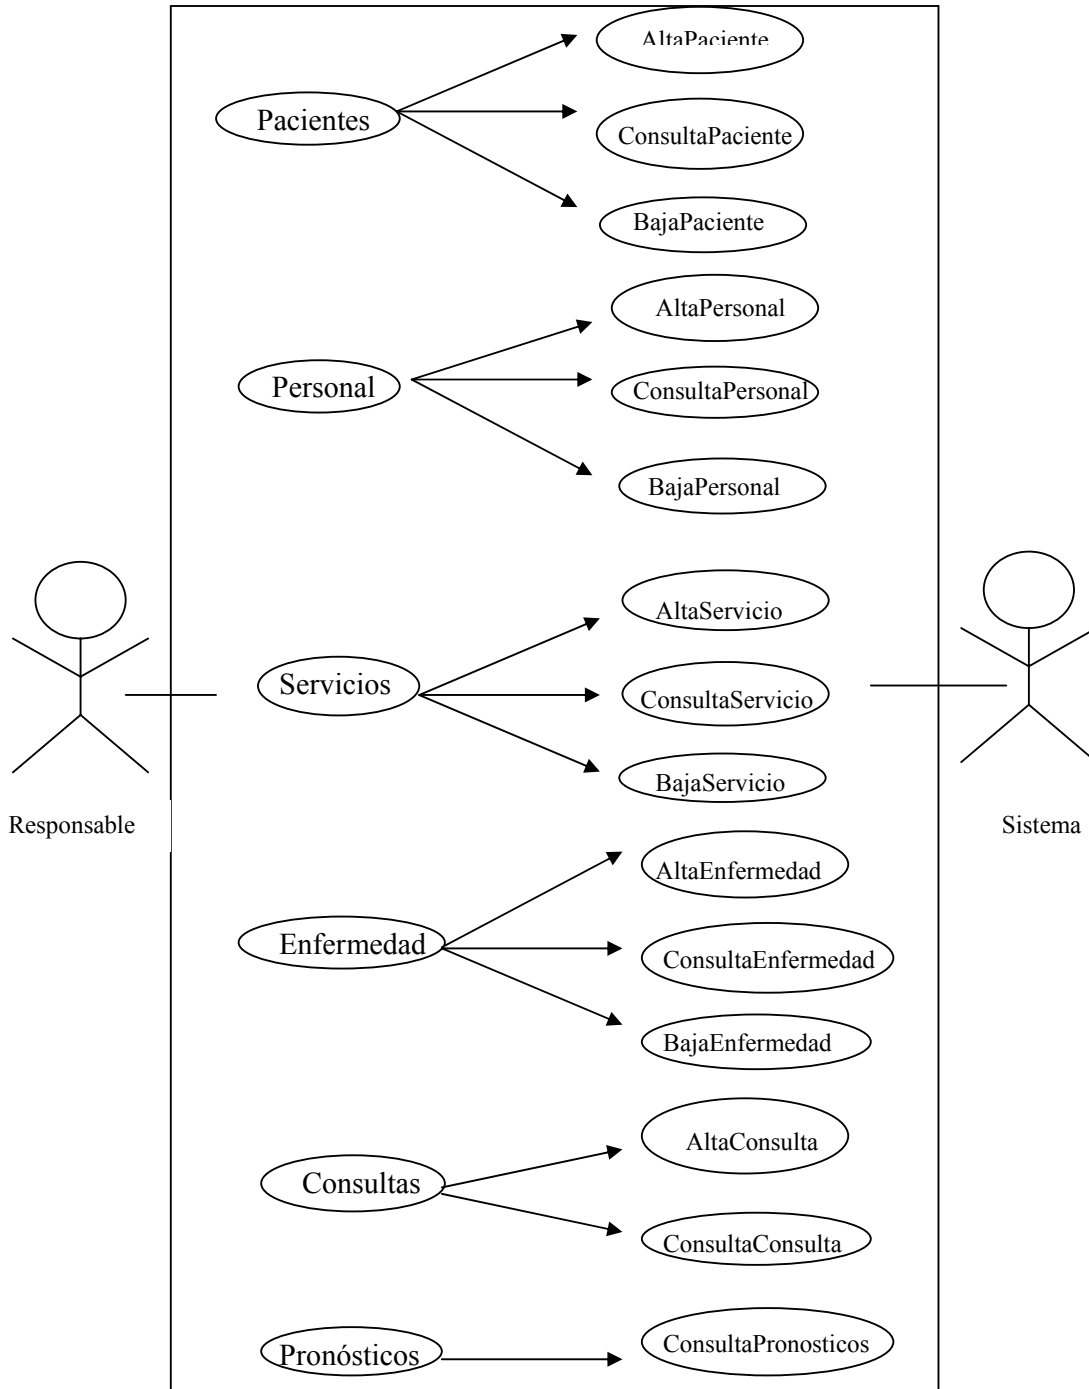 AltaPaciente
Pacientes
ConsultaPaciente
BajaPaciente
AltaPersonal
Personal
ConsultaPersonal
BajaPersonal
AltaServicio
Servicios
ConsultaServicio
BajaServicio
Responsable
Sistema
AltaEnfermedad
Enfermedad
ConsultaEnfermedad
BajaEnfermedad
AltaConsulta
Consultas
ConsultaConsulta
Pronósticos
ConsultaPronosticos